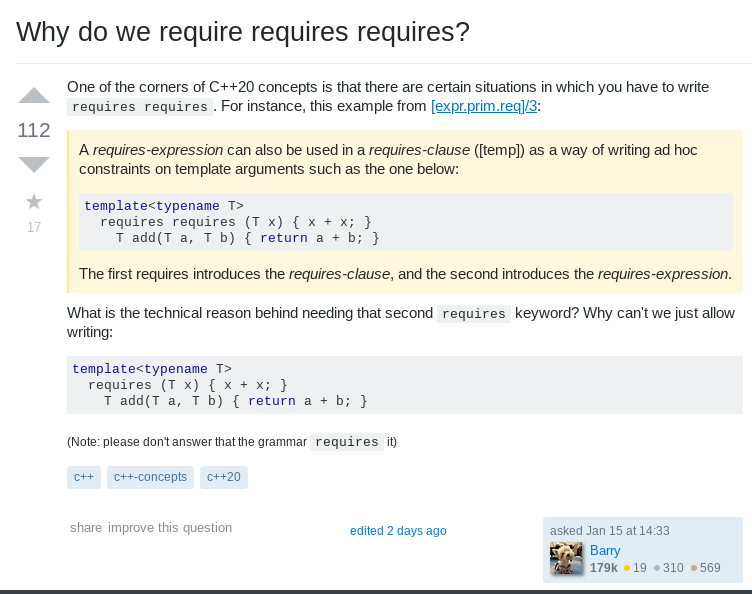 Why do we require requires requires?
One of the corners of C++20 concepts is that there are certain situations in which you have to write
requires requires. For instance, this example from [expr.prim.req]/3:
112
17
A requires-expression can also be used in a requires-clause ([temp]) as a way of writing ad hoc
constraints on template arguments such as the one below:
template<typename T>
requires requires (T x) { x + x; }
T add(T a, T b) { return a + b; }
The first requires introduces the requires-clause, and the second introduces the requires-expression.
What is the technical reason behind needing that second requires keyword? Why can't we just allow
writing:
template<typename T>
requires (T x) { x + x; }
T add(T a, T b) { return a + b; }
(Note: please don't answer that the grammar requires it)
c++ c++-concepts c++20
share improve this question
edited 2 days ago
asked Jan 15 at 14:33
Barry
179k 19 310 569